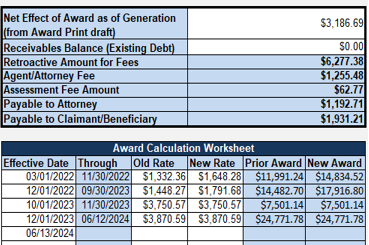 Net Effect of Award as of Generation
(from Award Print draft) $3,186.69
Receivables Balance (Existing Debt) $0.00
Retroactive Amount for Fees $6,277.38
Agent/Attorney Fee $1,255.48
Assessment Fee Amount $62.77
Payable to Attorney $1,192.71
Payable to Claimant/Beneficiary $1,931.21
Award Calculation Worksheet
Effective Date Through Old Rate New Rate Prior Award New Award
03/01/2022 11/30/2022 $1,332.36 $1,648.28 $11,991.24 $14,834.52
12/01/2022 09/30/2023 $1,448.27 $1,791.68 $14,482.70 $17,916.80
10/01/2023 11/30/2023 $3,750.57 $3,750.57 $7,501.14 $7,501.14
12/01/2023 06/12/2024 $3,870.59 $3,870.59 $24,771.78 $24,771.78
06/13/2024